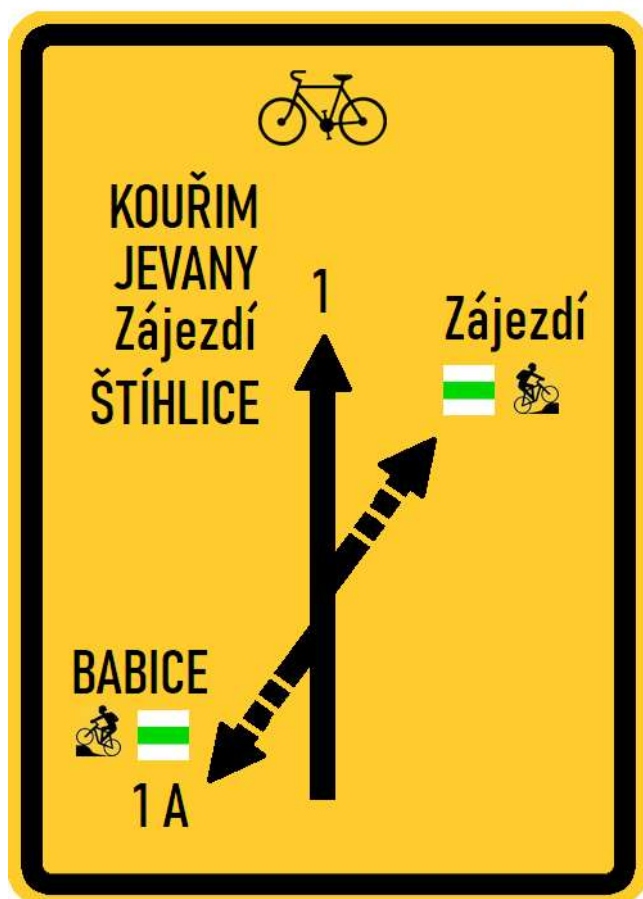 KOUŘIM
JEVANY
Zájezdí
ŠTÍHLICE
1
Zájezdí
BABICE
1 A